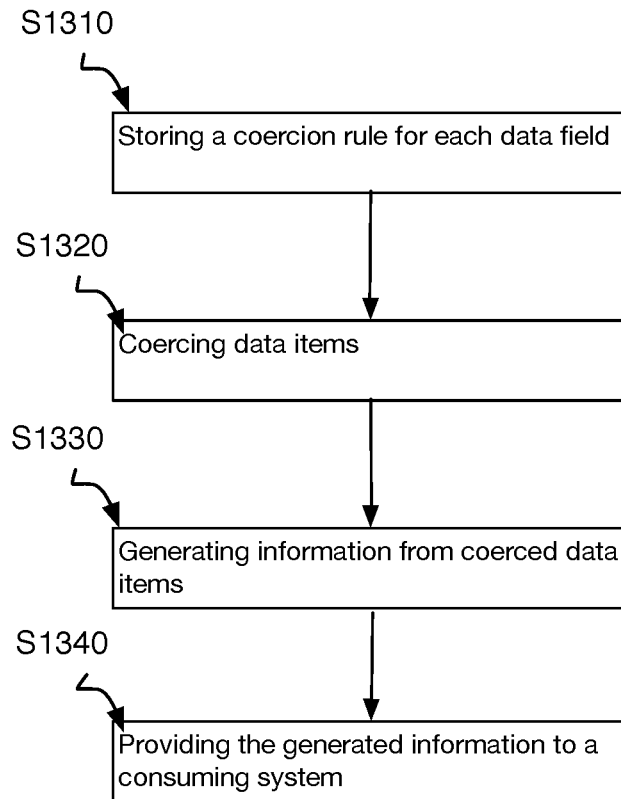 S1310
Storing a coercion rule for each data field
S1320
Coercing data items
S1330
Generating information from coerced data
items
S1340
Providing the generated information to a
consuming system